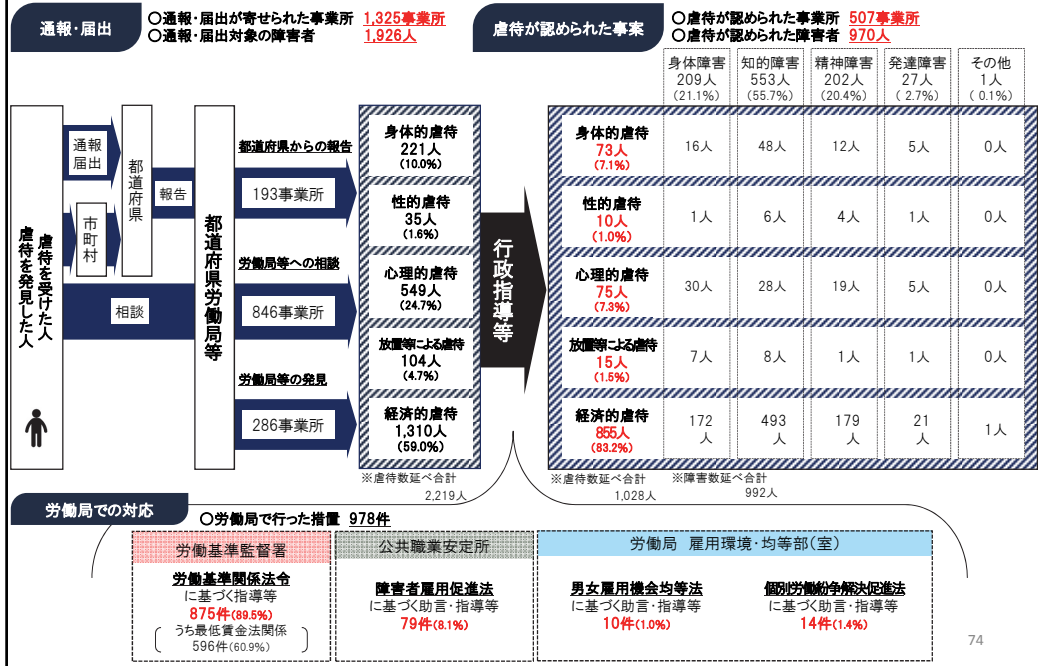 通報・届出
○通報・届出が寄せられた事業所 1,325事業所
○通報・届出対象の障害者 1,926人
虐待が認められた事案
○虐待が認められた事業所 507事業所
○虐待が認められた障害者 970人
身体障害 知的障害 精神障害 発達障害 その他
209人 553人 202人 27人 1人
(21.1%) (55.7%) (20.4%) (2.7%) (0.1%)
虐待を受けた人
虐待を発見した人
通報
届出
市町村
都道府県
報告
相談
都道府県労働局等
都道府県からの報告
193事業所
労働局等への相談
846事業所
労働局等の発見
286事業所
身体的虐待
221人
(10.0%)
性的虐待
35人
(1.6%)
心理的虐待
549人
(24.7%)
放置等による虐待
104人
(4.7%)
経済的虐待
1,310人
(59.0%)
※虐待数延べ合計
2,219人
行政指導等
身体的虐待
73人
(7.1%)
16人 48人 12人 5人 0人
性的虐待
10人
(1.0%)
1人 6人 4人 1人 0人
心理的虐待
75人
(7.3%)
30人 28人 19人 5人 0人
放置等による虐待
15人
(1.5%)
7人 8人 1人 1人 0人
経済的虐待
855人
(83.2%)
172人 493人 179人 21人 1人
※虐待数延べ合計
1,028人
※障害数延べ合計
992人
労働局での対応
○労働局で行った措置 978件
労働基準監督署
労働基準関係法令
に基づく指導等
875件(89.5%)
うち最低賃金法関係
596件(60.9%)
公共職業安定所
障害者雇用促進法
に基づく助言・指導等
79件(8.1%)
労働局 雇用環境・均等部(室)
男女雇用機会均等法
に基づく助言・指導等
10件(1.0%)
個別労働紛争解決促進法
に基づく助言・指導等
14件(1.4%)
74